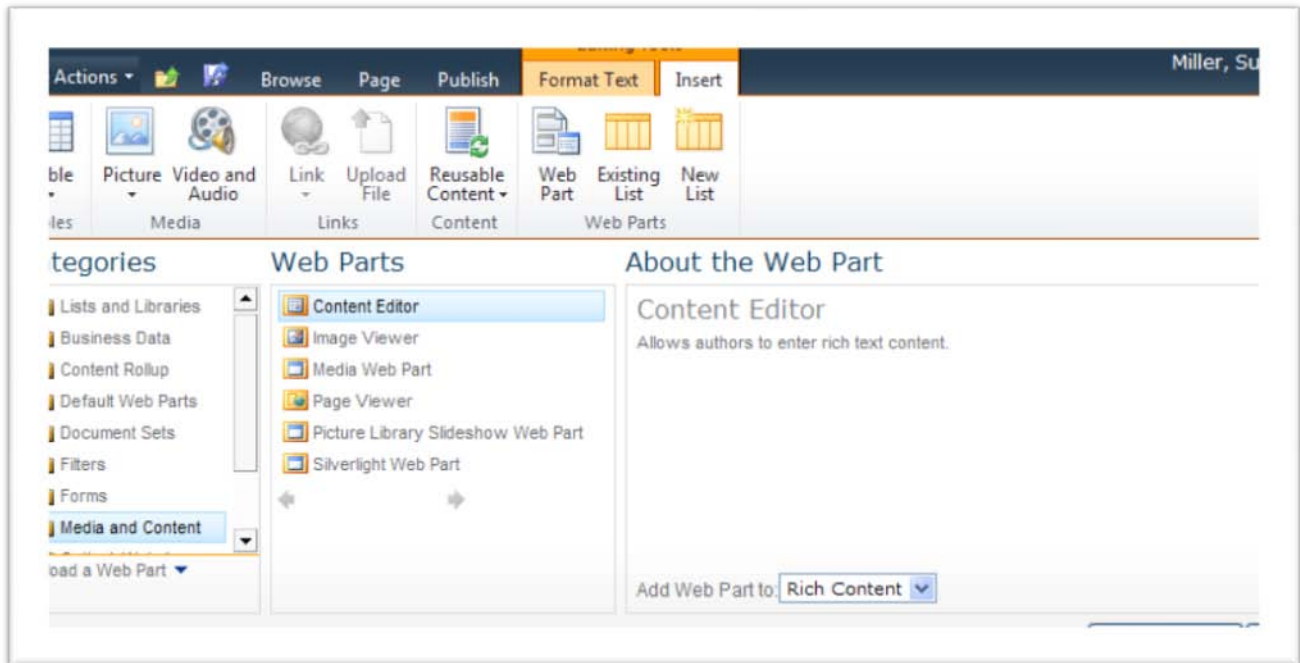 Miller, Su
Actions Browse Page Publish Format Text Insert
ble Picture Video and Audio Link Upload File Reusable Content Web Part Existing List New List
les Media Links Content Web Parts
tegories
Lists and Libraries
Business Data
Content Rollup
Default Web Parts
Document Sets
Filters
Forms
Media and Content
oad a Web Part
Web Parts
Content Editor
Image Viewer
Media Web Part
Page Viewer
Picture Library Slideshow Web Part
Silverlight Web Part
About the Web Part
Content Editor
Allows authors to enter rich text content.
Add Web Part to: Rich Content